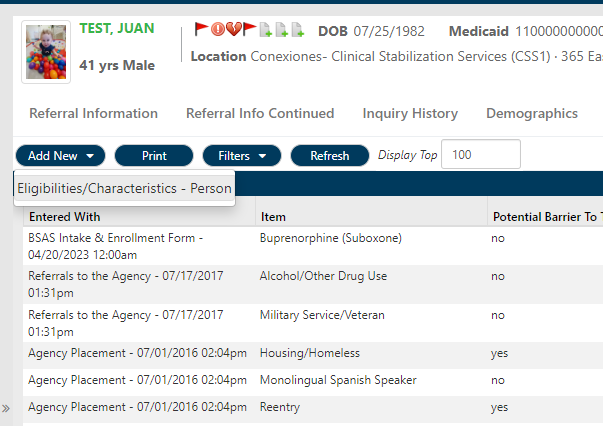 TEST, JUAN
DOB 07/25/1982 Medicaid 110000000000
41 yrs Male
Location Conexiones- Clinical Stabilization Services (CSS1) · 365 Eas
Referral Information Referral Info Continued Inquiry History Demographics
Add New Print Filters Refresh Display Top 100
Eligibilities/Characteristics - Person
Entered With Item Potential Barrier To T
BSAS Intake & Enrollment Form - Buprenorphine (Suboxone) no
04/20/2023 12:00am
Referrals to the Agency - 07/17/2017 Alcohol/Other Drug Use no
01:31pm
Referrals to the Agency - 07/17/2017 Military Service/Veteran no
01:31pm
Agency Placement - 07/01/2016 02:04pm Housing/Homeless yes
Agency Placement - 07/01/2016 02:04pm Monolingual Spanish Speaker no
Agency Placement - 07/01/2016 02:04pm Reentry yes